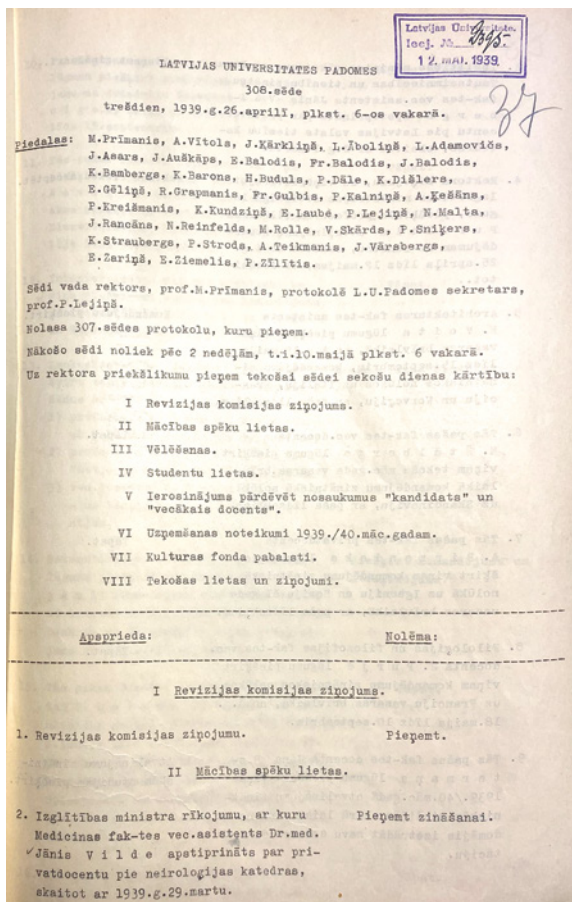 Latvijas Universitāte.
Ieej. №. 2395.
12. MAI. 1939
37
LATVIJAS UNIVERSITATES PADOMES
308.sēde
trešdien, 1939.g.26.aprilī, plkst. 6-os vakarā.
Piedalas: M.Prīmanis, A.Vītols, J.Kārkliņš, L.Āboliņš, L.Adamovičs,
J.Asars, J.Auškāps, E.Balodis, Fr.Balodis, J.Balodis,
K.Bambergs, K.Barons, H.Buduls, P.Dāle, K.Dišlers,
E.Gēliņš, R.Grapmanis, Fr.Gulbis, P.Kalniņš, A.Ķešāns,
P.Kreišmanis, K.Kundziņš, E.Laube, P.Lejiņš, N.Malta,
J.Rancāns, N.Reinfelds, M.Rolle, V.Skārds, P.Sniķers,
K.Straubergs, P.Strods, A.Teikmanis, J.Vārsbergs,
E.Zariņš, E.Ziemelis, P.Zīlītis.
Sēdi vada rektors, prof.M.Prīmanis, protokolē L.U.Padomes sekretars,
prof.P.Lejiņš.
Nolasa 307.sēdes protokolu, kuru pieņem.
Nākošo sēdi noliek pēc 2 nedēļām, t.i.10.maijā plkst. 6 vakarā.
Uz rektora priekšlikumu pieņem tekošai sēdei sekošu dienas kārtību:
I Revizijas komisijas ziņojums.
II Mācības spēku lietas.
III Vēlēšanas.
IV Studentu lietas.
V Ierosinājums pārdēvēt nosaukumus "kandidats" un
"vecākais docents".
VI Uzņemšanas noteikumi 1939./40.māc.gadam.
VII Kulturas fonda pabalsti.
VIII Tekošas lietas un ziņojumi.
Apsprieda: Nolēma:
I Revizijas komisijas ziņojums.
1. Revizijas komisijas ziņojumu. Pieņemt.
II Mācības spēku lietas.
2. Izglītības ministra rīkojumu, ar kuru Pieņemt zināšanai.
Medicinas fak-tes vec.asistents Dr.med.
Jānis V i l d e apstiprināts par pri-
vatdocentu pie neiroloģijas katedras,
skaitot ar 1939.g.29.martu.